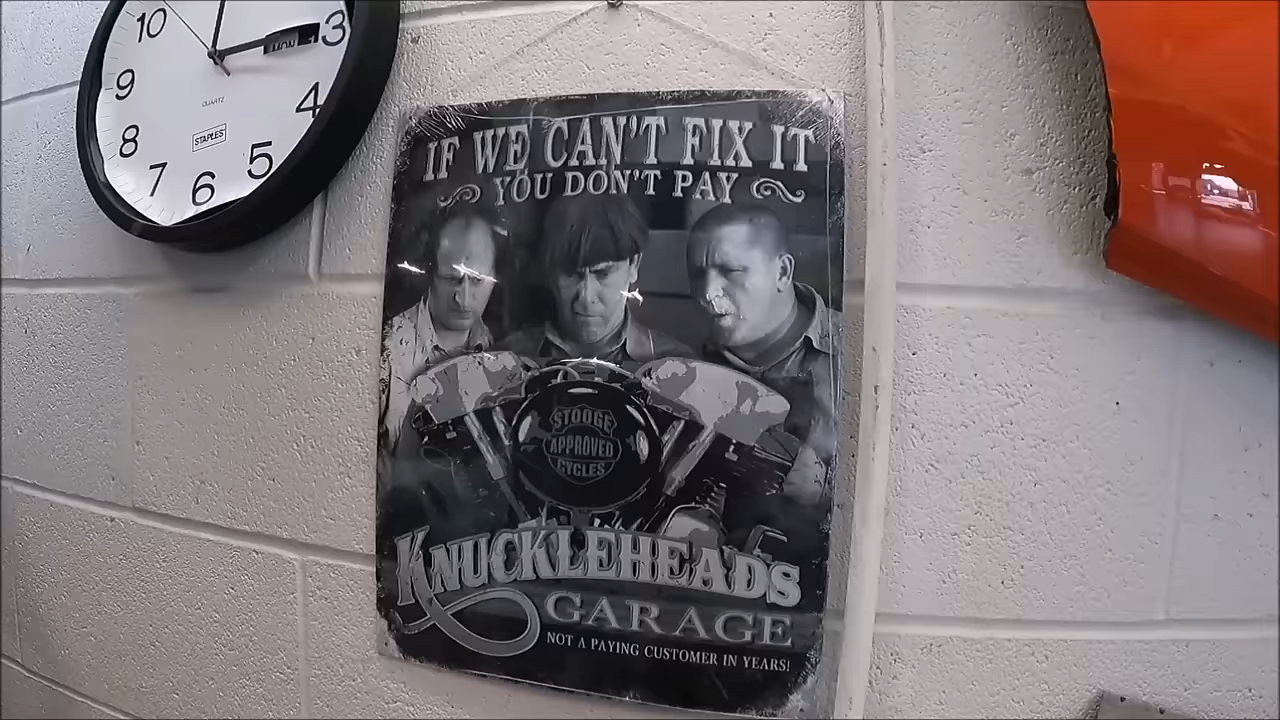 10
3
MON
9
QUARTZ
4
STAPLES
8
5
7
6
IF WE CAN'T FIX IT
YOU DON'T PAY
STOOGE
APPROVED
CYCLES
KNUCKLEHEADS
GARAGE
NOT A PAYING CUSTOMER IN YEARS!